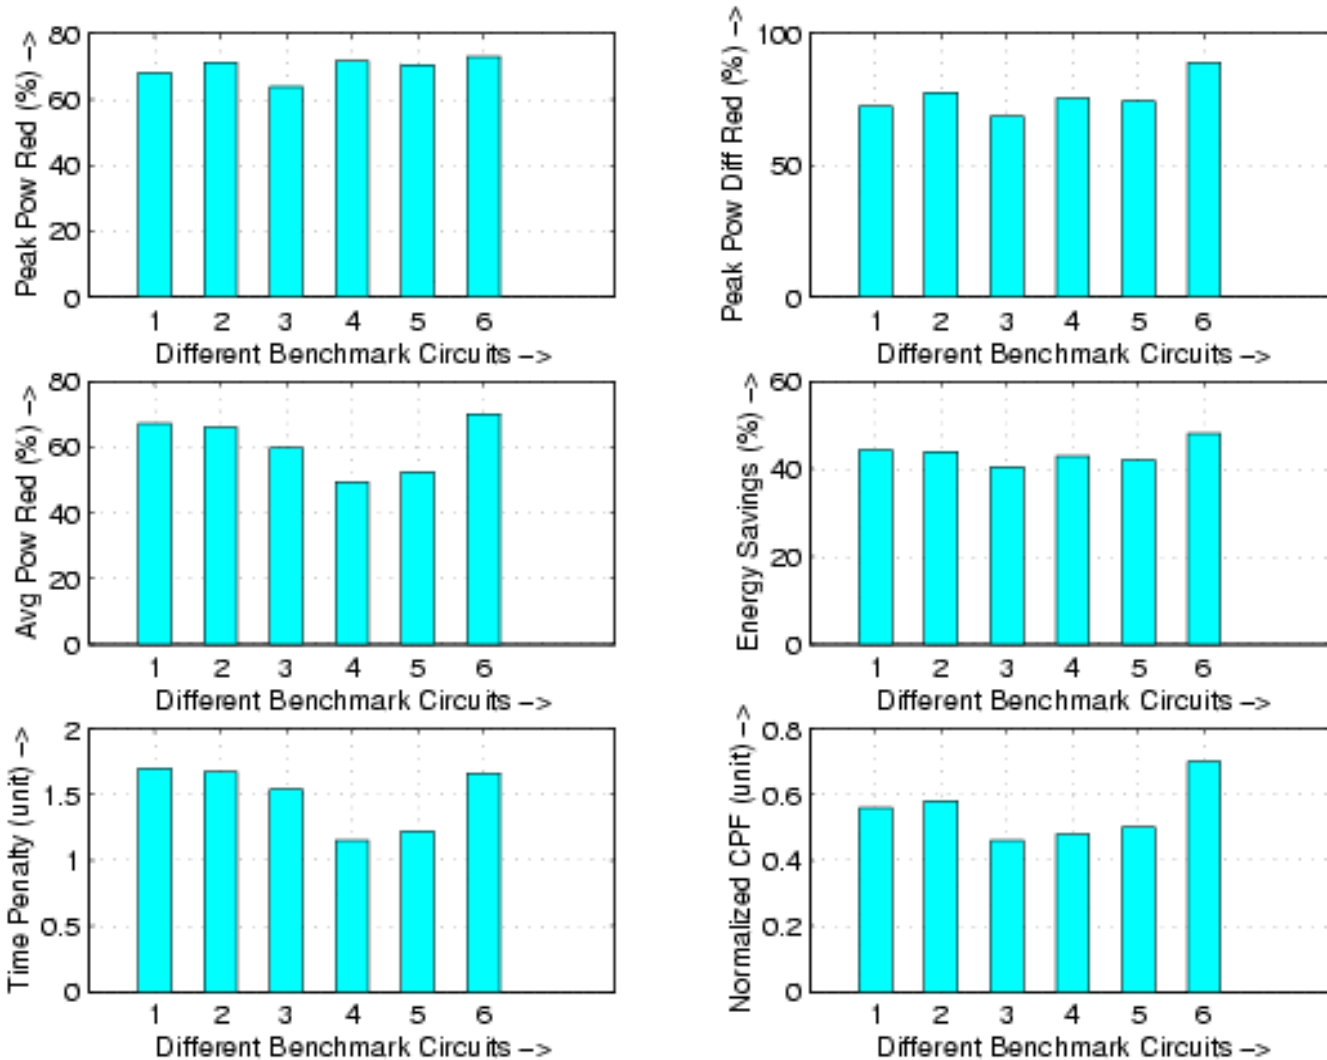 Peak Pow Red (%) −>
80
60
40
20
0
1 2 3 4 5 6
Different Benchmark Circuits −>
Peak Pow Diff Red (%) −>
100
50
0
1 2 3 4 5 6
Different Benchmark Circuits −>
Avg Pow Red (%) −>
80
60
40
20
0
1 2 3 4 5 6
Different Benchmark Circuits −>
Energy Savings (%) −>
60
40
20
0
1 2 3 4 5 6
Different Benchmark Circuits −>
Time Penalty (unit) −>
2
1.5
1
0.5
0
1 2 3 4 5 6
Different Benchmark Circuits −>
Normalized CPF (unit) −>
0.8
0.6
0.4
0.2
0
1 2 3 4 5 6
Different Benchmark Circuits −>